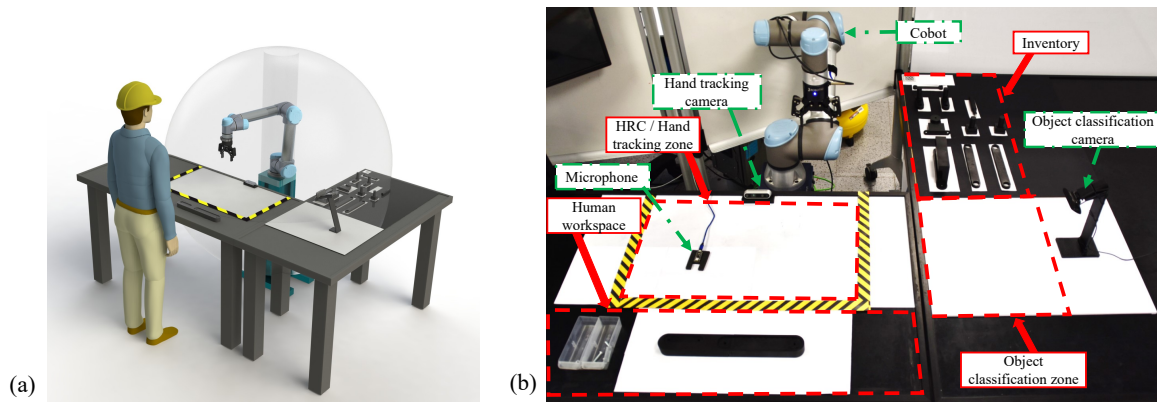 Cobot
Inventory
Hand tracking
camera
Object classification
camera
HRC / Hand
tracking zone
Microphone
Human
workspace
Object
classification zone
(a)
(b)